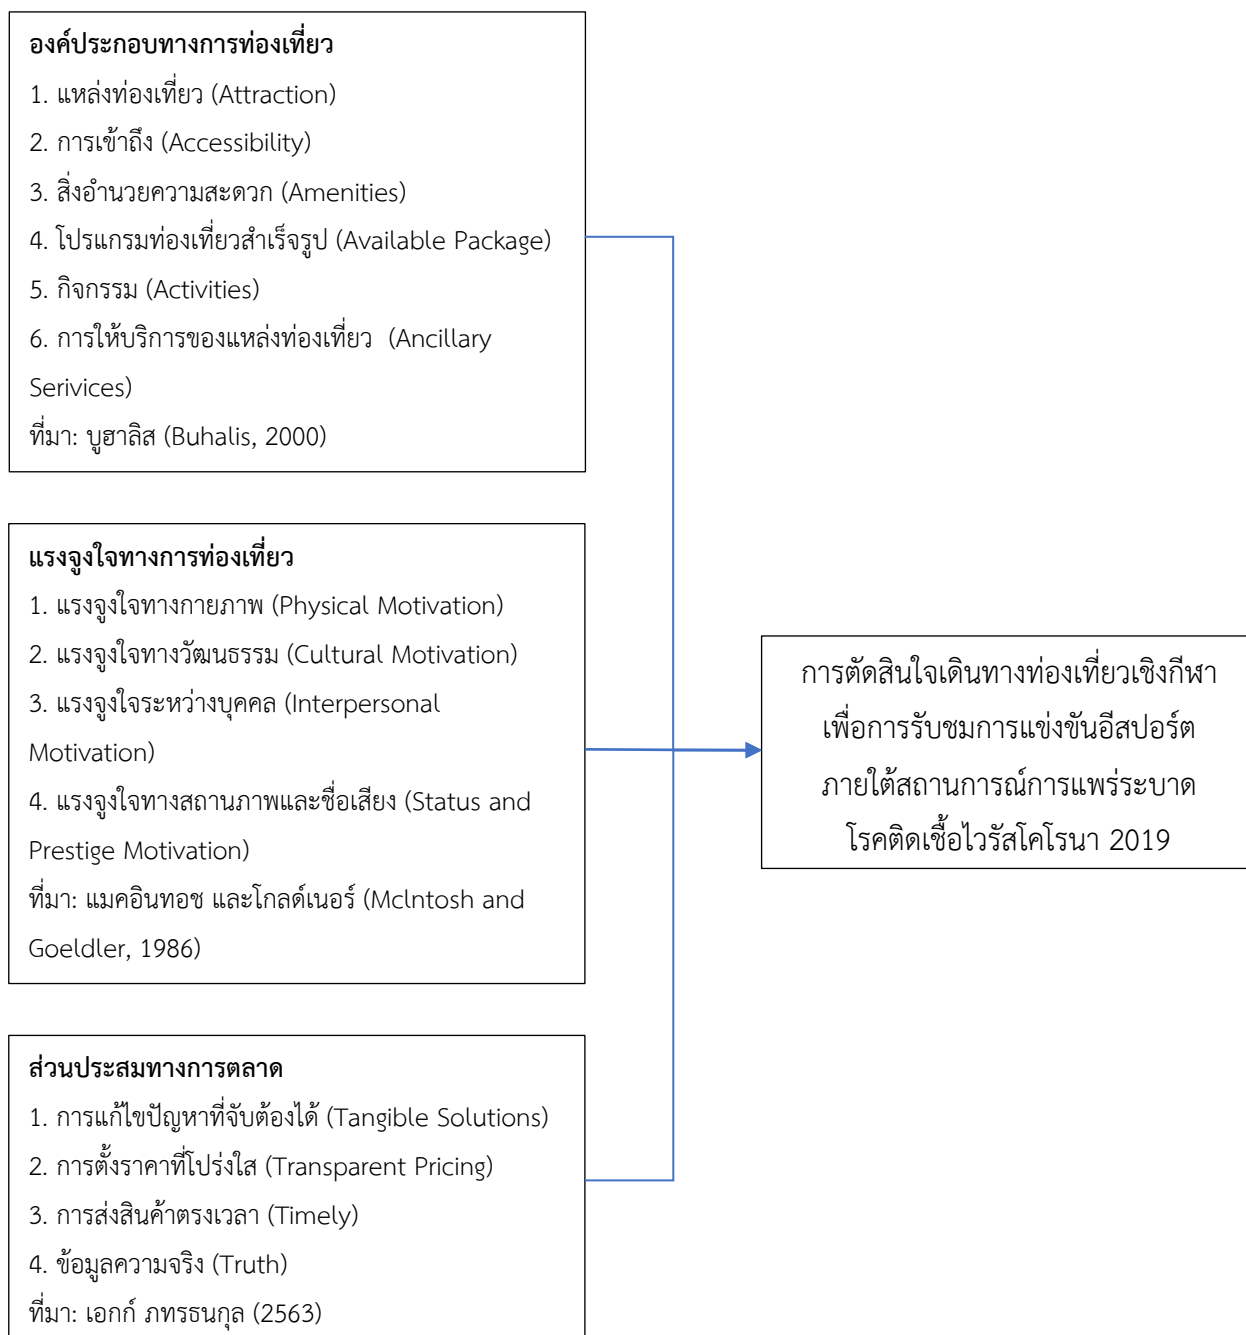 องค์ประกอบทางการท่องเที่ยว
1. แหล่งท่องเที่ยว (Attraction)
2. การเข้าถึง (Accessibility)
3. สิ่งอำนวยความสะดวก (Amenities)
4. โปรแกรมท่องเที่ยวสำเร็จรูป (Available Package)
5. กิจกรรม (Activities)
6. การให้บริการของแหล่งท่องเที่ยว (Ancillary
Serivices)
ที่มา: บูฮาลิส (Buhalis, 2000)
แรงจูงใจทางการท่องเที่ยว
1. แรงจูงใจทางกายภาพ (Physical Motivation)
2. แรงจูงใจทางวัฒนธรรม (Cultural Motivation)
3. แรงจูงใจระหว่างบุคคล (Interpersonal
Motivation)
4. แรงจูงใจทางสถานภาพและชื่อเสียง (Status and
Prestige Motivation)
ที่มา: แมคอินทอช และโกลด์เนอร์ (Mclntosh and
Goeldler, 1986)
ส่วนประสมทางการตลาด
1. การแก้ไขปัญหาที่จับต้องได้ (Tangible Solutions)
2. การตั้งราคาที่โปร่งใส (Transparent Pricing)
3. การส่งสินค้าตรงเวลา (Timely)
4. ข้อมูลความจริง (Truth)
ที่มา: เอกก์ ภทรธนกุล (2563)
การตัดสินใจเดินทางท่องเที่ยวเชิงกีฬา
เพื่อการรับชมการแข่งขันอีสปอร์ต
ภายใต้สถานการณ์การแพร่ระบาด
โรคติดเชื้อไวรัสโคโรนา 2019